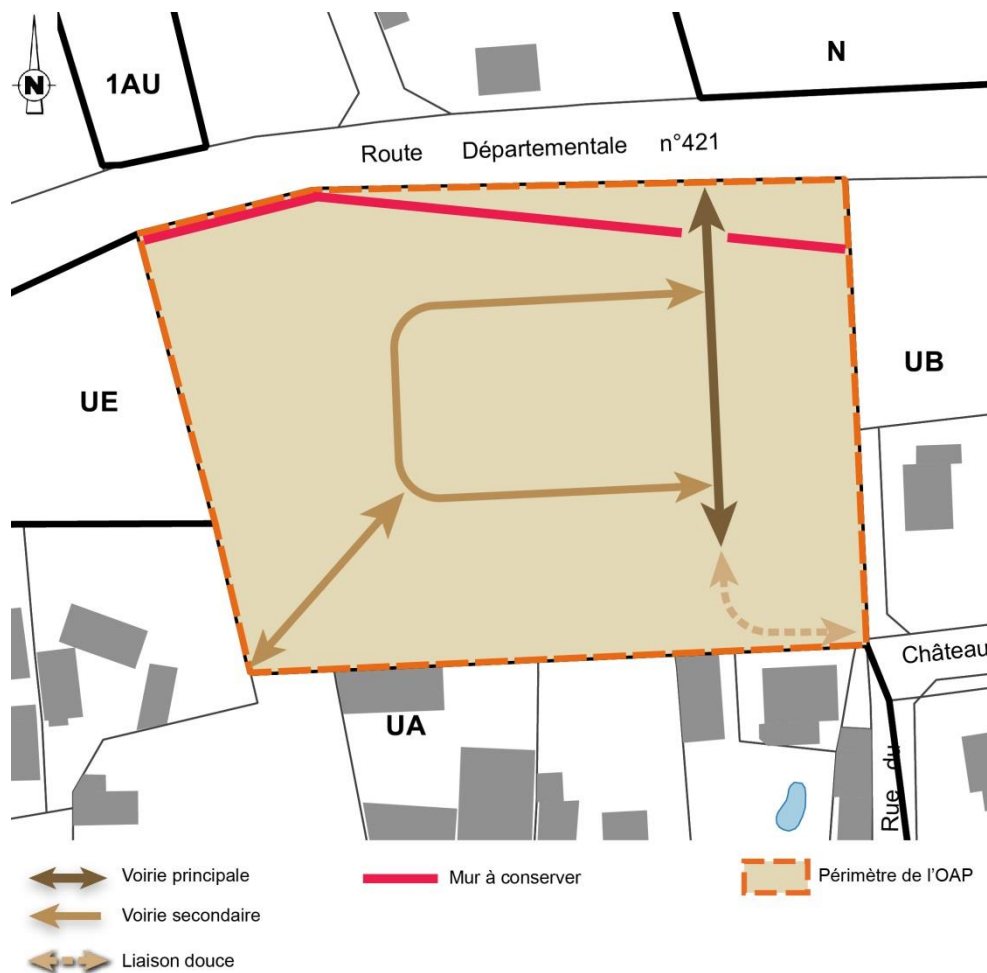 N
1AU
N
Route Départementale n°421
UE
UB
Château
UA
Rue du
Voirie principale
Mur à conserver
Périmètre de l'OAP
Voirie secondaire
Liaison douce